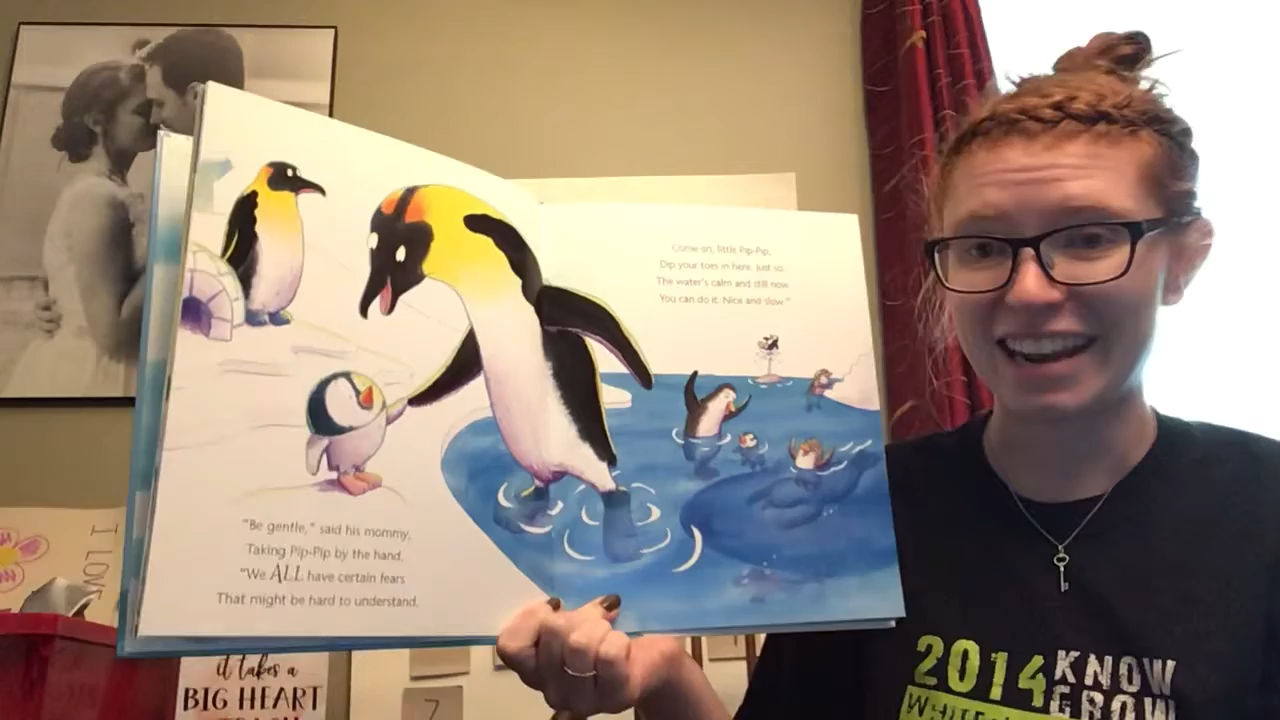 "Be gentle," said his mommy,
Taking Pip-Pip by the hand,
"We ALL have certain fears
That might be hard to understand.
Come on, little Pip-Pip,
Dip your toes in here, just so.
The water's calm and still now.
You can do it. Nice and slow."
I LOVE
it takes a
BIG HEART
7
2014 KNOW
GROW